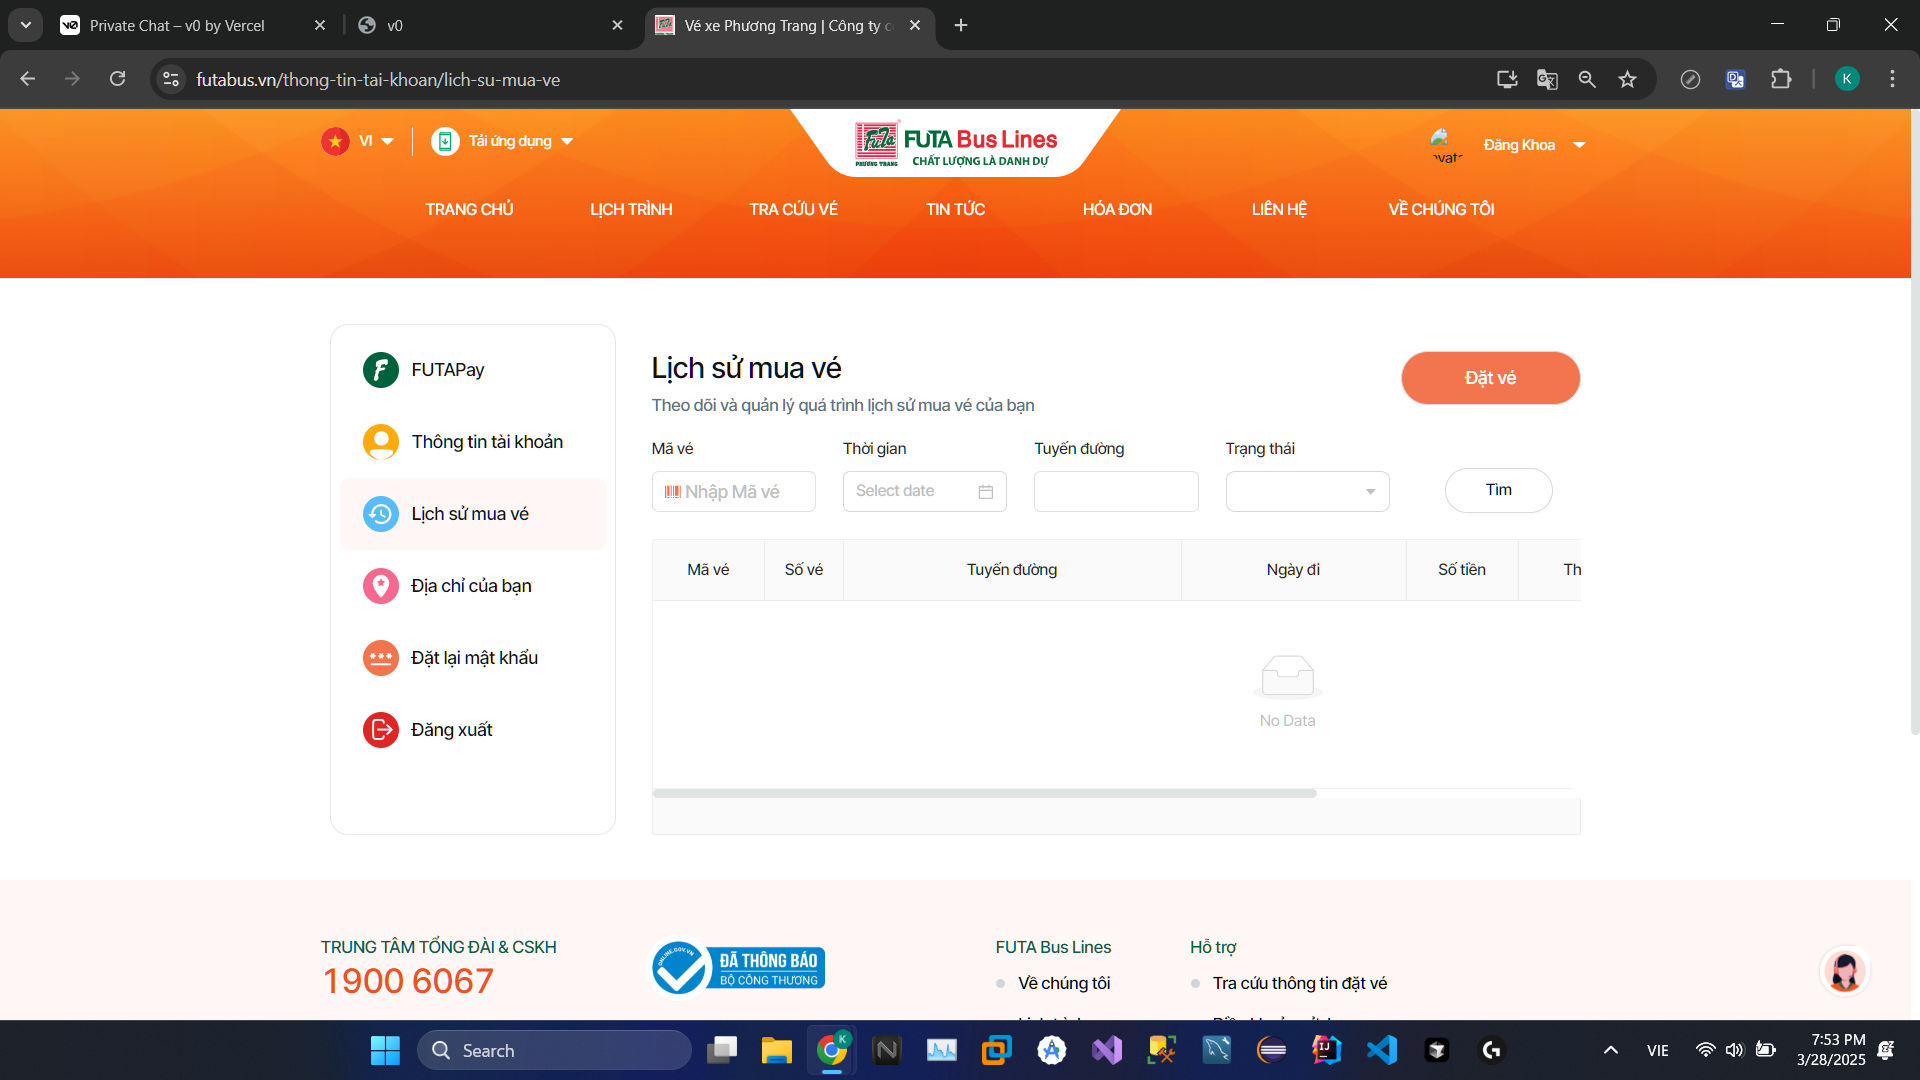 Private Chat – v0 by Vercel
v0
Vé xe Phương Trang | Công ty c
futabus.vn/thong-tin-tai-khoan/lich-su-mua-ve
K
VI
Tải ứng dụng
FUTA Bus Lines
PHƯƠNG TRANG
CHẤT LƯỢNG LÀ DANH DỰ
Đăng Khoa
TRANG CHỦ
LỊCH TRÌNH
TRA CỨU VÉ
TIN TỨC
HÓA ĐƠN
LIÊN HỆ
VỀ CHÚNG TÔI
FUTAPay
Thông tin tài khoản
Lịch sử mua vé
Địa chỉ của bạn
Đặt lại mật khẩu
Đăng xuất
Lịch sử mua vé
Theo dõi và quản lý quá trình lịch sử mua vé của bạn
Đặt vé
Mã vé
Thời gian
Tuyến đường
Trạng thái
Nhập Mã vé
Select date
Tìm
Mã vé
Số vé
Tuyến đường
Ngày đi
Số tiền
Th
No Data
TRUNG TÂM TỔNG ĐÀI & CSKH
1900 6067
ONLINE.GOV.VN
ĐÃ THÔNG BÁO
BỘ CÔNG THƯƠNG
FUTA Bus Lines
Về chúng tôi
Hỗ trợ
Tra cứu thông tin đặt vé
Search
VIE
7:53 PM
3/28/2025